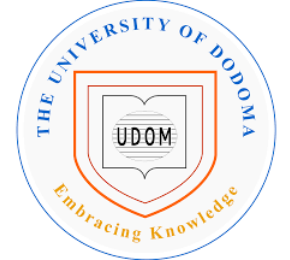 THE UNIVERSITY OF DODOMA
UDOM
Embracing Knowledge